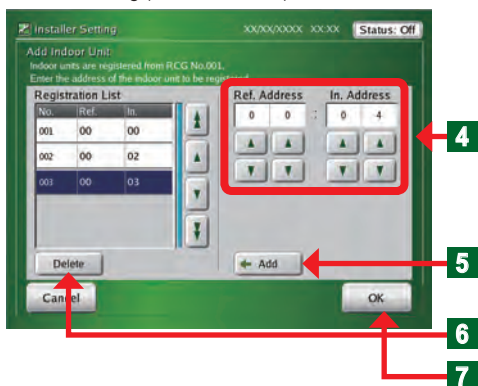 Installer Setting XX/XX/XXXX XX:XX Status: Off
Add Indoor Unit
Indoor units are registered from RCG No.001.
Enter the address of the indoor unit to be registered.
Registration List
Ref. Address In. Address
No. Ref. In.
0 0 : 0 4
001 00 00
002 00 02
003 00 03
4
Delete
Add
5
Cancel
OK
6
7